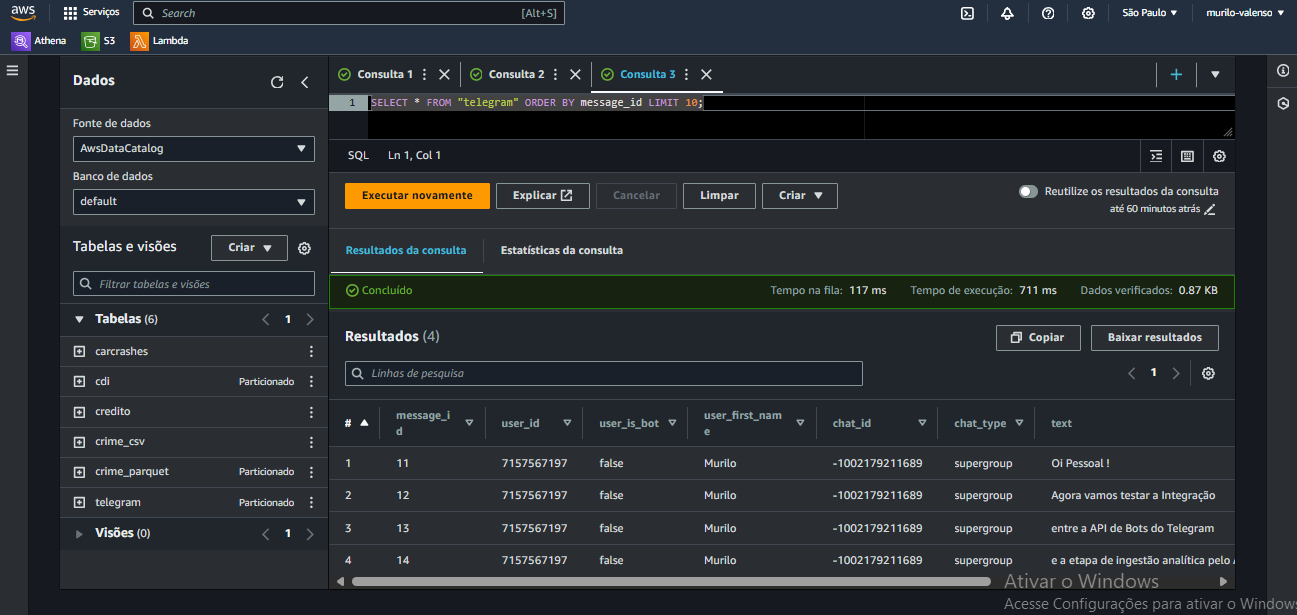 aws
Serviços
Search
[Alt+S]
São Paulo
murilo-valenso
Athena
S3
Lambda
Dados
Fonte de dados
AwsDataCatalog
Banco de dados
default
Tabelas e visões
Criar
Filtrar tabelas e visões
Tabelas (6)
1
carcrashes
cdi
Particionado
credito
crime_csv
crime_parquet
Particionado
telegram
Particionado
Visões (0)
1
Consulta 1
Consulta 2
Consulta 3
1 SELECT * FROM "telegram" ORDER BY message_id LIMIT 10;
SQL Ln 1, Col 1
Executar novamente
Explicar
Cancelar
Limpar
Criar
Reutilize os resultados da consulta
até 60 minutos atrás
Resultados da consulta
Estatísticas da consulta
Concluído
Tempo na fila: 117 ms
Tempo de execução: 711 ms
Dados verificados: 0.87 KB
Resultados (4)
Copiar
Baixar resultados
Linhas de pesquisa
1
# message_id user_id user_is_bot user_first_name chat_id chat_type text
1 11 7157567197 false Murilo -1002179211689 supergroup Oi Pessoal !
2 12 7157567197 false Murilo -1002179211689 supergroup Agora vamos testar a Integração
3 13 7157567197 false Murilo -1002179211689 supergroup entre a API de Bots do Telegram
4 14 7157567197 false Murilo -1002179211689 supergroup e a etapa de ingestão analítica pelo
Ativar o Windows
Acesse Configurações para ativar o Windows